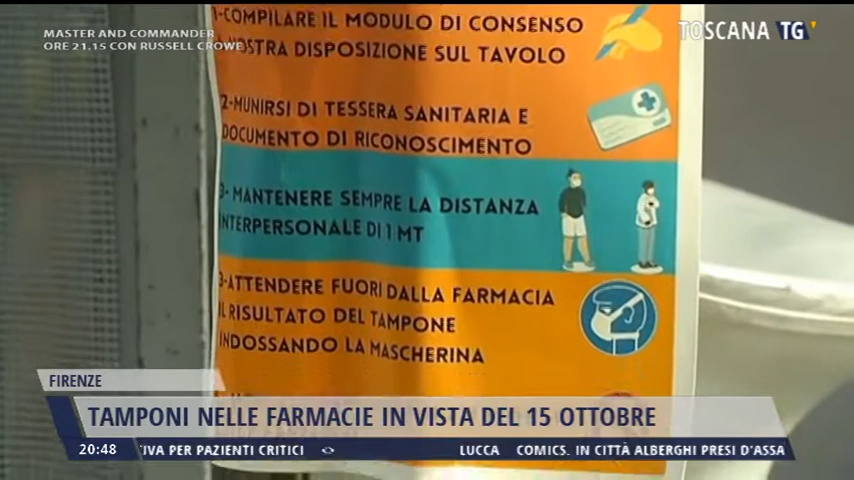 MASTER AND COMMANDER
ORE 21.15 CON RUSSELL CROWE
TOSCANA TG
1-COMPILARE IL MODULO DI CONSENSO
NOSTRA DISPOSIZIONE SUL TAVOLO
2-MUNIRSI DI TESSERA SANITARIA E
DOCUMENTO DI RICONOSCIMENTO
3- MANTENERE SEMPRE LA DISTANZA
INTERPERSONALE DI 1 MT
3-ATTENDERE FUORI DALLA FARMACIA
IL RISULTATO DEL TAMPONE
INDOSSANDO LA MASCHERINA
FIRENZE
TAMPONI NELLE FARMACIE IN VISTA DEL 15 OTTOBRE
20:48 TIVA PER PAZIENTI CRITICI LUCCA COMICS. IN CITTÀ ALBERGHI PRESI D'ASSA